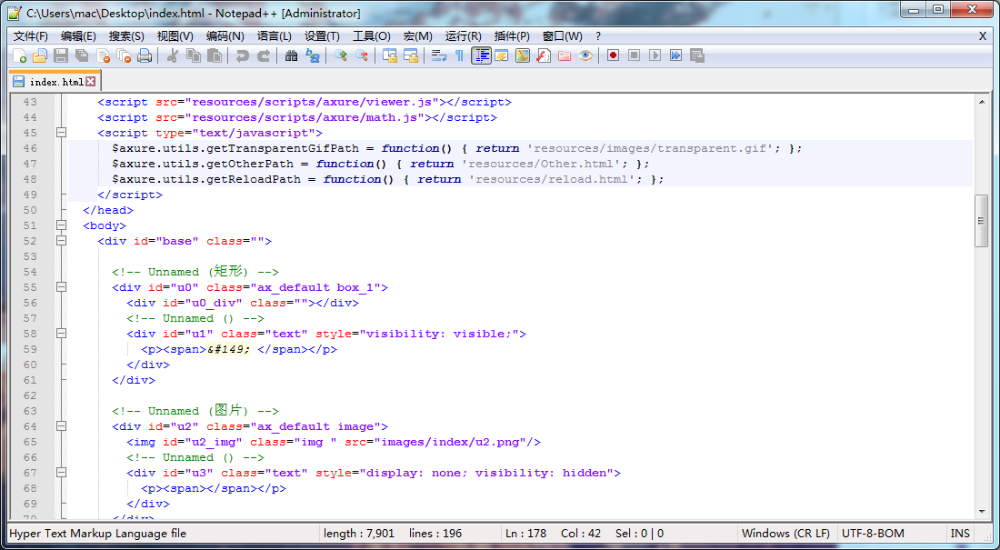 C:\Users\mac\Desktop\index.html - Notepad++ [Administrator]
文件(F) 编辑(E) 搜索(S) 视图(V) 编码(N) 语言(L) 设置(T) 工具(O) 宏(M) 运行(R) 插件(P) 窗口(W) ? X
index.html
43 <script src="resources/scripts/axure/viewer.js"></script>
44 <script src="resources/scripts/axure/math.js"></script>
45 <script type="text/javascript">
46 $axure.utils.getTransparentGifPath = function() { return 'resources/images/transparent.gif'; };
47 $axure.utils.getOtherPath = function() { return 'resources/Other.html'; };
48 $axure.utils.getReloadPath = function() { return 'resources/reload.html'; };
49 </script>
50 </head>
51 <body>
52 <div id="base" class="">
53
54 <!-- Unnamed (矩形) -->
55 <div id="u0" class="ax_default box_1">
56 <div id="u0_div" class=""></div>
57 <!-- Unnamed () -->
58 <div id="u1" class="text" style="visibility: visible;">
59 <p><span>&#149; </span></p>
60 </div>
61 </div>
62
63 <!-- Unnamed (图片) -->
64 <div id="u2" class="ax_default image">
65 <img id="u2_img" class="img " src="images/index/u2.png"/>
66 <!-- Unnamed () -->
67 <div id="u3" class="text" style="display: none; visibility: hidden">
68 <p><span></span></p>
69 </div>
70 </div>
Hyper Text Markup Language file length : 7,901 lines : 196 Ln : 178 Col : 42 Sel : 0 | 0 Windows (CR LF) UTF-8-BOM INS